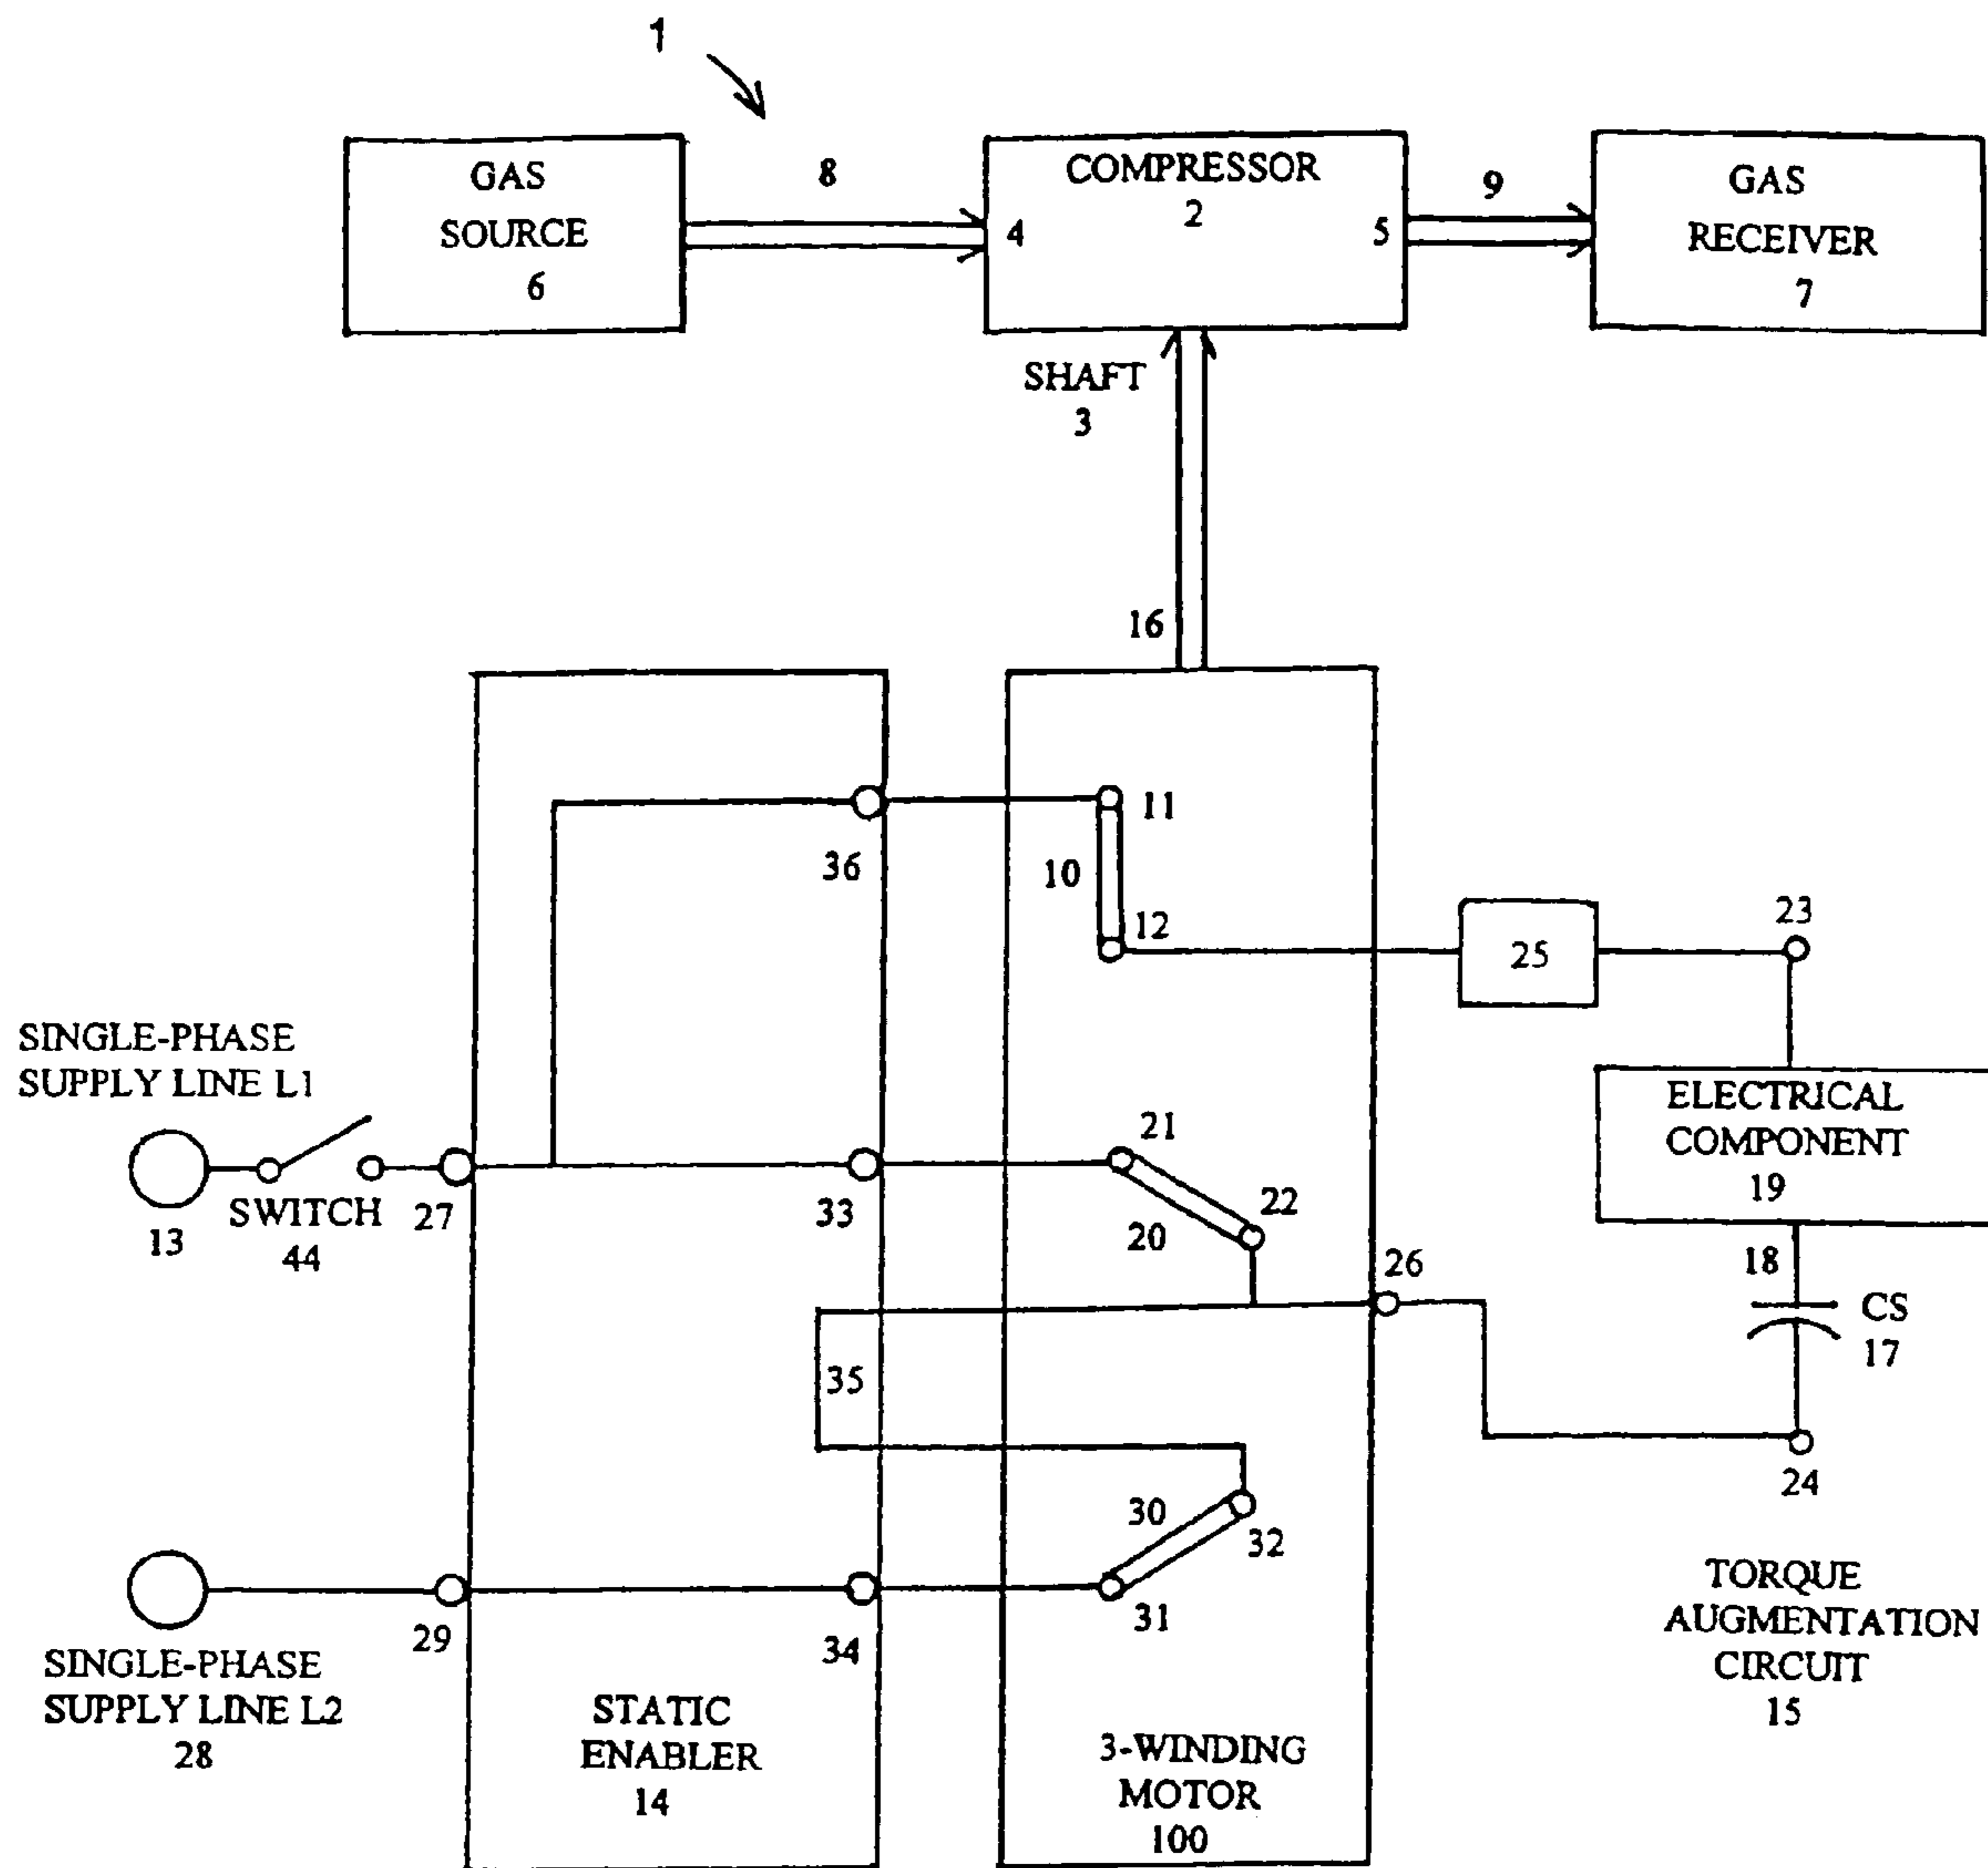 1
GAS
SOURCE
6
8
4
COMPRESSOR
2
5
9
GAS
RECEIVER
7
SHAFT
3
16
36
11
10
12
25
23
SINGLE-PHASE
SUPPLY LINE L1
13
SWITCH
44
27
33
21
20
22
26
ELECTRICAL
COMPONENT
19
18
CS
17
24
35
30
32
31
SINGLE-PHASE
SUPPLY LINE L2
28
29
34
STATIC
ENABLER
14
3-WINDING
MOTOR
100
TORQUE
AUGMENTATION
CIRCUIT
15